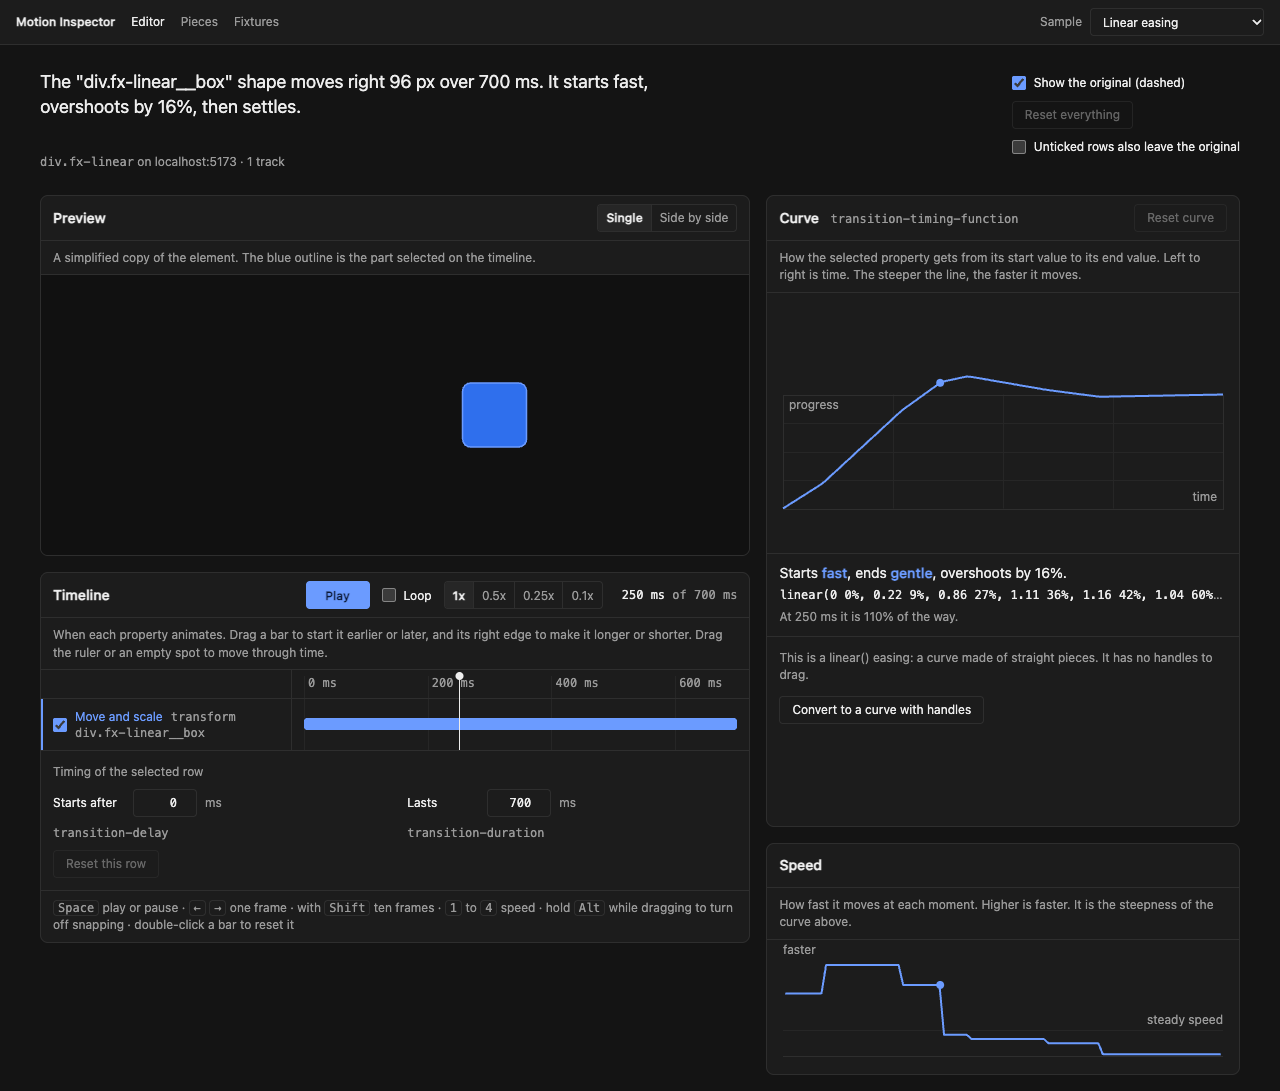 Motion Inspector Editor Pieces Fixtures Sample Linear easing
The "div.fx-linear__box" shape moves right 96 px over 700 ms. It starts fast,
overshoots by 16%, then settles.
Show the original (dashed)
Reset everything
Unticked rows also leave the original
div.fx-linear on localhost:5173 · 1 track
Preview Single Side by side
A simplified copy of the element. The blue outline is the part selected on the timeline.
Timeline Play Loop 1x 0.5x 0.25x 0.1x 250 ms of 700 ms
When each property animates. Drag a bar to start it earlier or later, and its right edge to make it longer or shorter. Drag
the ruler or an empty spot to move through time.
0 ms 200 ms 400 ms 600 ms
Move and scale transform
div.fx-linear__box
Timing of the selected row
Starts after 0 ms Lasts 700 ms
transition-delay transition-duration
Reset this row
Space play or pause · ← → one frame · with Shift ten frames · 1 to 4 speed · hold Alt while dragging to turn
off snapping · double-click a bar to reset it
Curve transition-timing-function Reset curve
How the selected property gets from its start value to its end value. Left to
right is time. The steeper the line, the faster it moves.
progress
time
Starts fast, ends gentle, overshoots by 16%.
linear(0 0%, 0.22 9%, 0.86 27%, 1.11 36%, 1.16 42%, 1.04 60%…
At 250 ms it is 110% of the way.
This is a linear() easing: a curve made of straight pieces. It has no handles to
drag.
Convert to a curve with handles
Speed
How fast it moves at each moment. Higher is faster. It is the steepness of the
curve above.
faster
steady speed